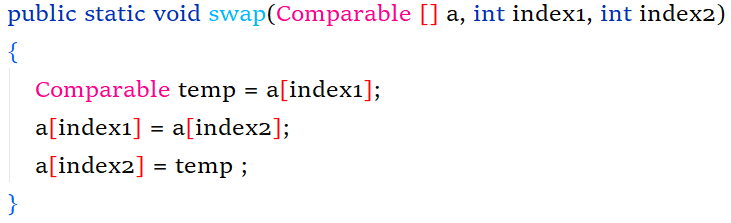 public static void swap(Comparable [] a, int index1, int index2)
{
Comparable temp = a[index1];
a[index1] = a[index2];
a[index2] = temp ;
}